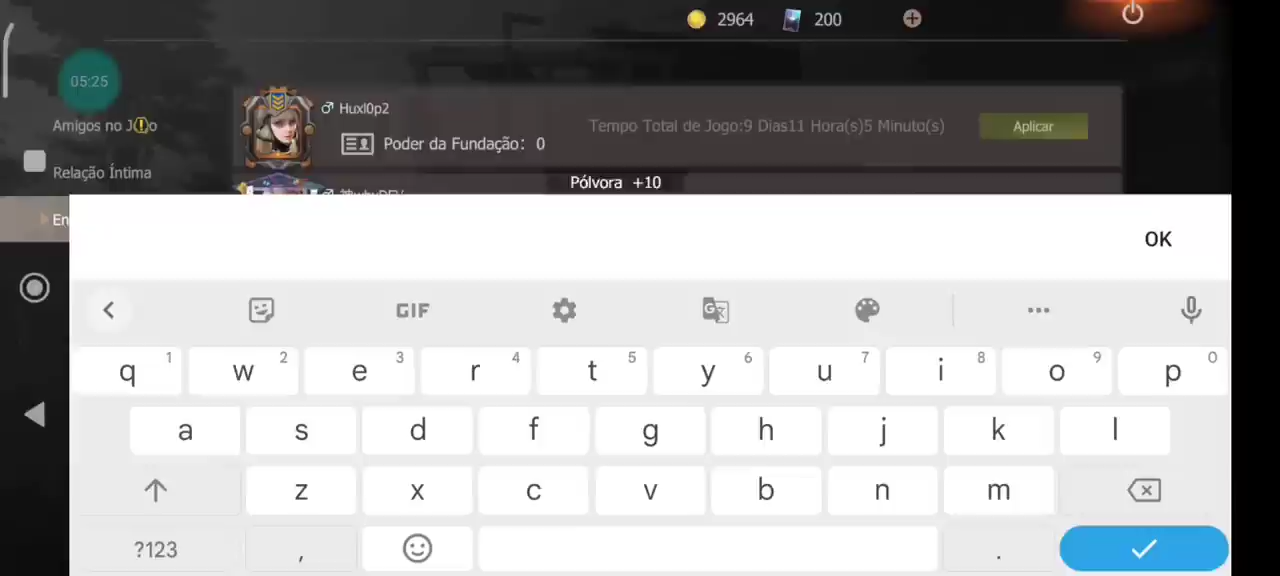 2964
200
05:25
♂ Huxl0p2
Amigos no J
o
Tempo Total de Jogo:9 Dias11 Hora(s)5 Minuto(s)
Aplicar
Poder da Fundação: 0
Relação Íntima
Pólvora +10
En
OK
GIF
q 1 w 2 e 3 r 4 t 5 y 6 u 7 i 8 o 9 p 0
a s d f g h j k l
z x c v b n m
?123 , .